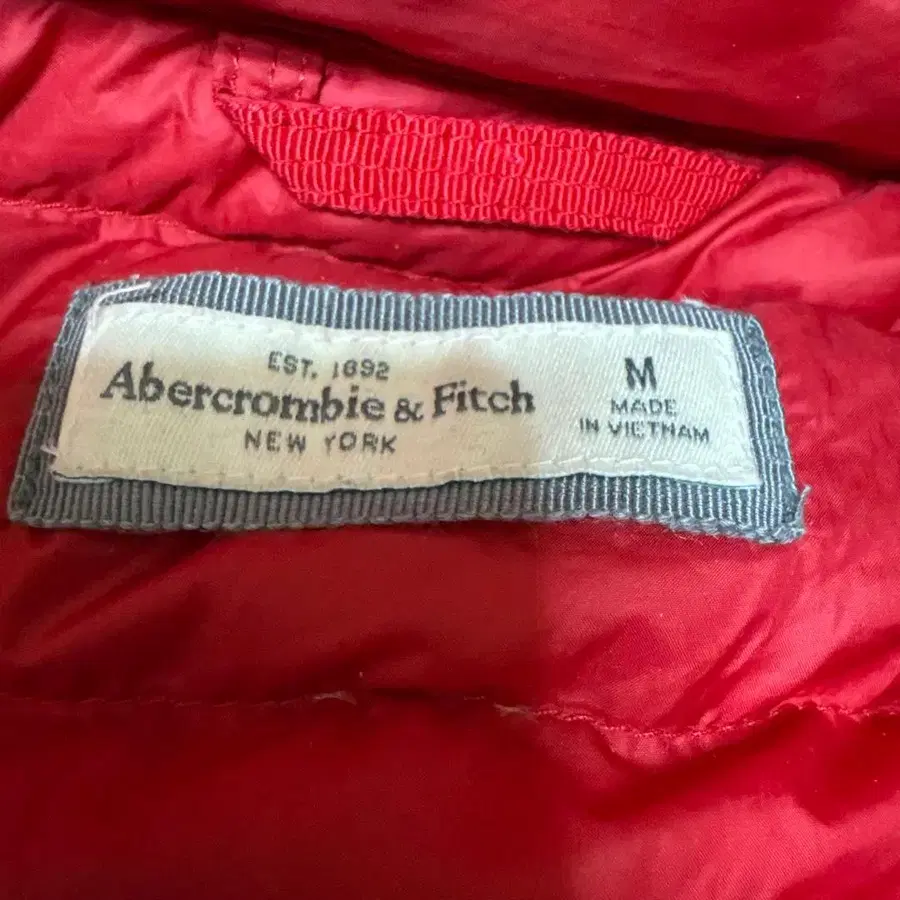 EST. 1892
Abercrombie & Fitch
NEW YORK
M
MADE
IN VIETNAM